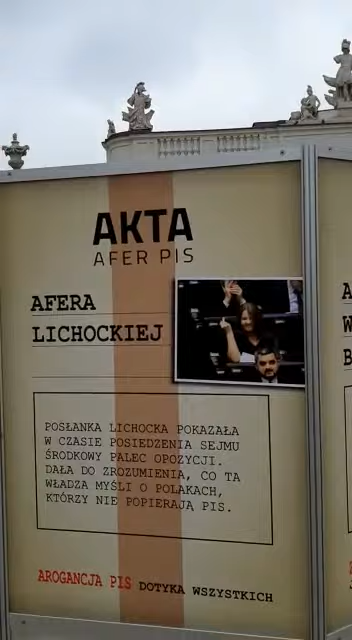 AKTA
AFER PIS
AFERA
LICHOCKIEJ
POSŁANKA LICHOCKA POKAZAŁA
W CZASIE POSIEDZENIA SEJMU
ŚRODKOWY PALEC OPOZYCJI.
DAŁA DO ZROZUMIENIA, CO TA
WŁADZA MYŚLI O POLAKACH,
KTÓRZY NIE POPIERAJĄ PIS.
AROGANCJA PIS DOTYKA WSZYSTKICH